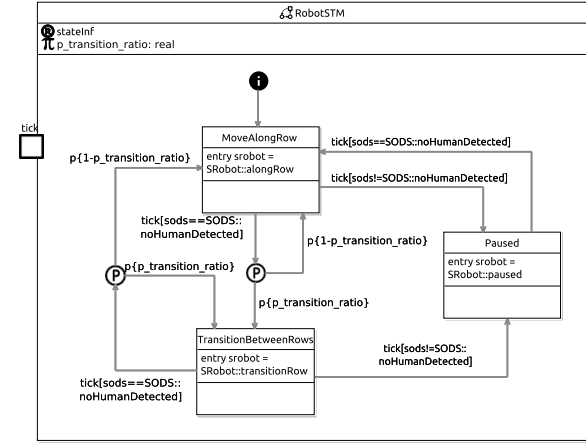 RobotSTM
R stateInf
π p_transition_ratio: real
i
tick
MoveAlongRow
entry srobot =
SRobot::alongRow
tick[sods==SODS::noHumanDetected]
p{1-p_transition_ratio}
tick[sods!=SODS::noHumanDetected]
tick[sods==SODS::
noHumanDetected]
p{1-p_transition_ratio}
Paused
entry srobot =
SRobot::paused
P
p{p_transition_ratio}
P
p{p_transition_ratio}
TransitionBetweenRows
entry srobot =
SRobot::transitionRow
tick[sods!=SODS::
noHumanDetected]
tick[sods==SODS::
noHumanDetected]